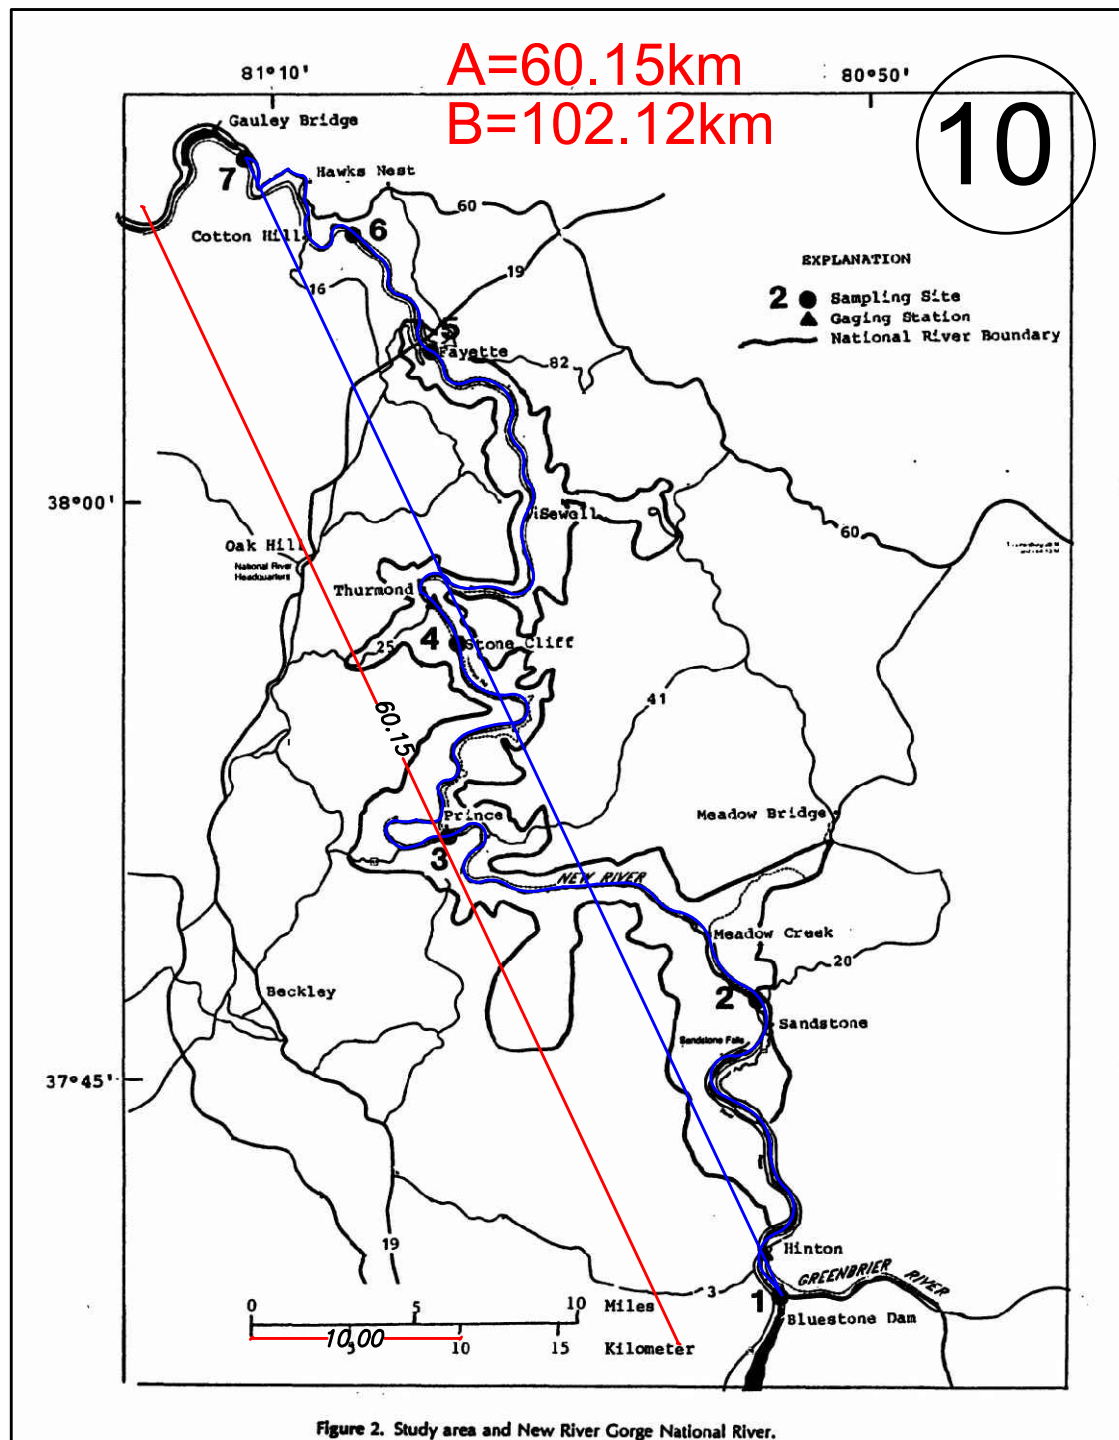 A=60.15km
B=102.12km
10
81°10'
80°50'
Gauley Bridge
7
Hawks Nest
60
Cotton Hill
6
19
16
EXPLANATION
2 Sampling Site
Gaging Station
National River Boundary
5
Fayette
82
38°00'
Sewell
60
Oak Hill
National River
Headquarters
Thurmond
4
Stone Cliff
25
41
60.15
Prince
Meadow Bridge
3
NEW RIVER
Meadow Creek
20
Beckley
2
Sandstone
Sandstone Falls
37°45'
19
Hinton
GREENBRIER RIVER
3
1
Bluestone Dam
0 5 10 Miles
10.00
5 10 15 Kilometer
Figure 2. Study area and New River Gorge National River.